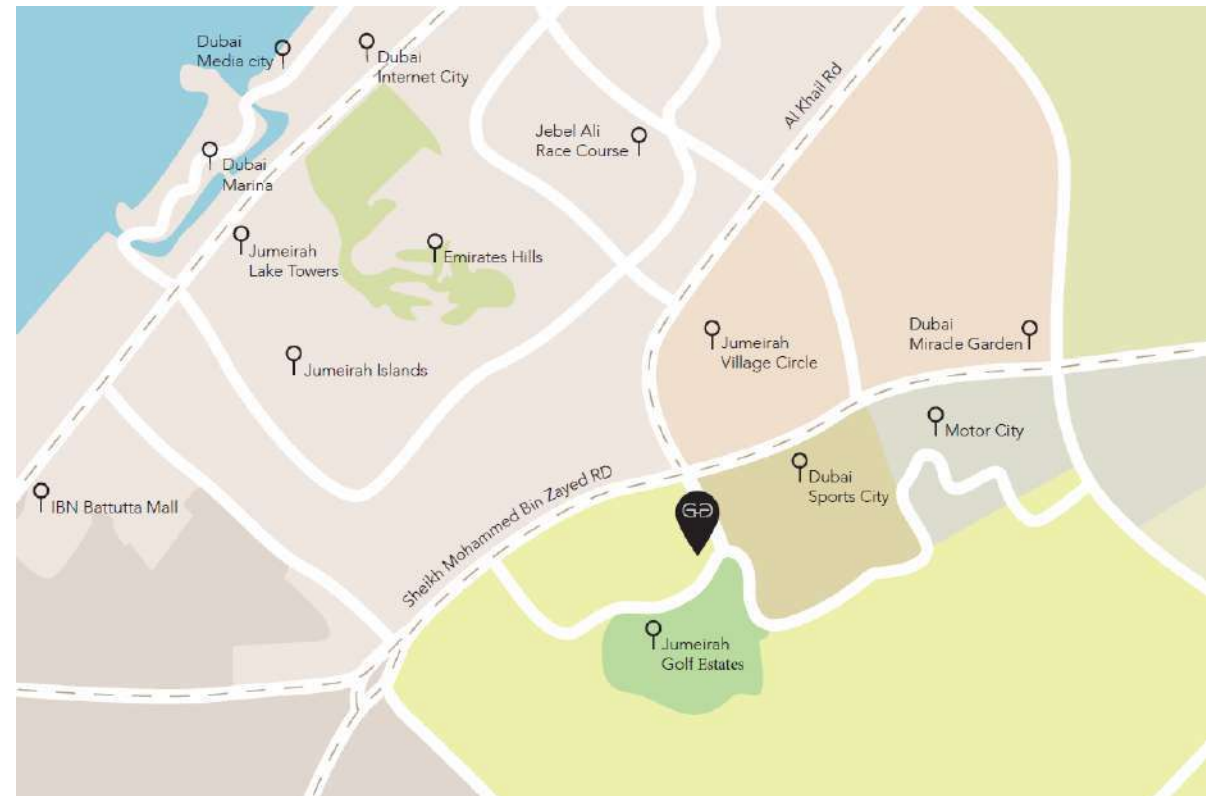 Dubai
Media city
Dubai
Internet City
Al Khail Rd
Jebel Ali
Race Course
Dubai
Marina
Jumeirah
Lake Towers
Emirates Hills
Dubai
Miracle Garden
Jumeirah
Village Circle
Jumeirah Islands
Motor City
Dubai
Sports City
IBN Battutta Mall
Sheikh Mohammed Bin Zayed RD
Jumeirah
Golf Estates